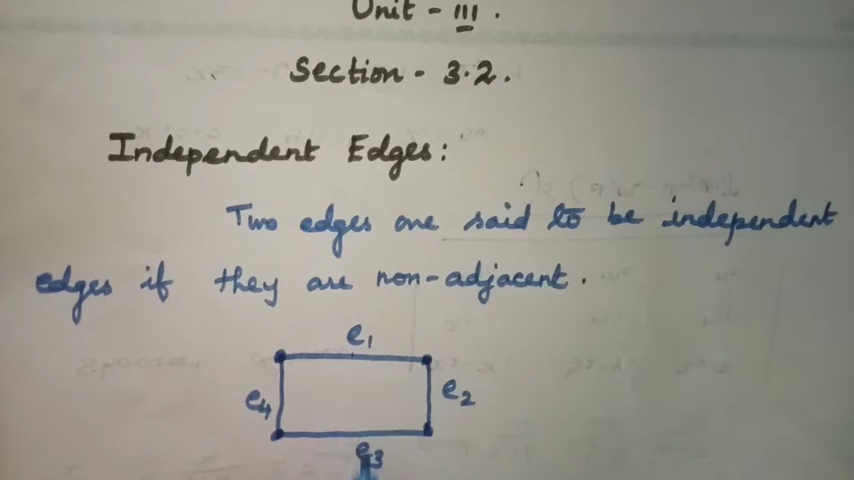 Unit - III.
Section - 3.2.
Independent Edges:
Two edges are said to be independent
edges if they are non-adjacent.
e1
e4
e2
e3